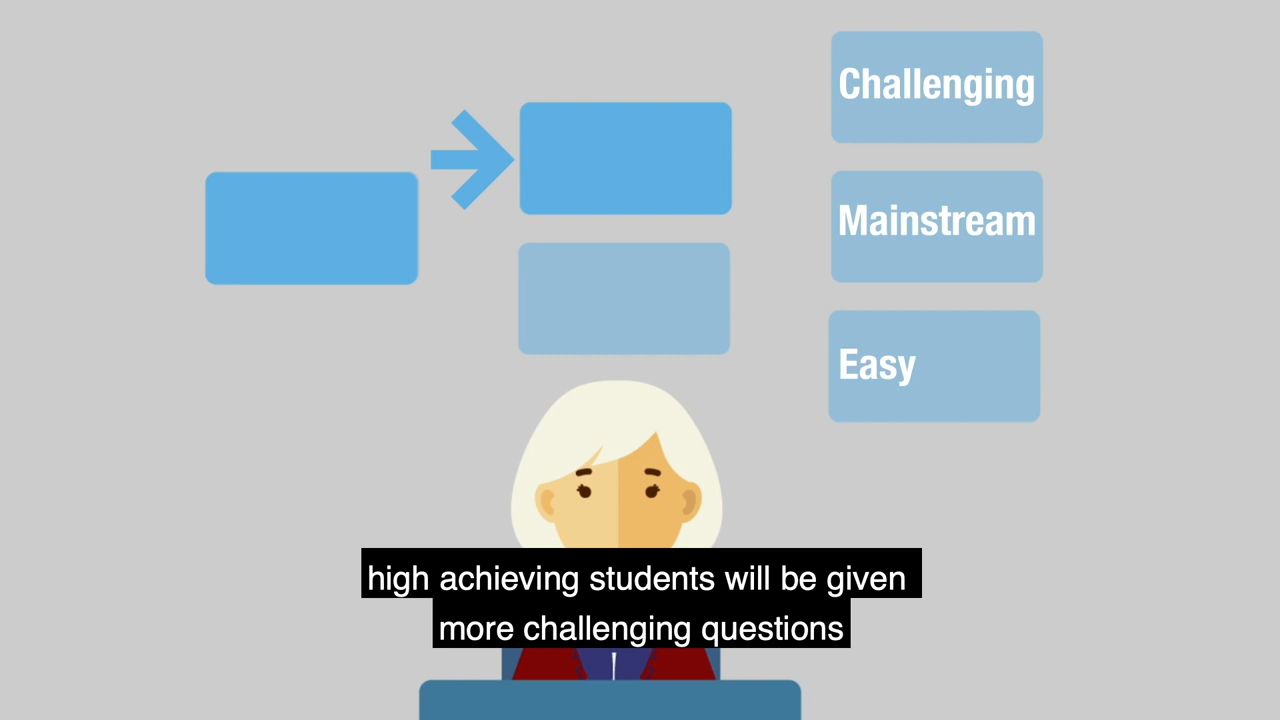 Challenging
Mainstream
Easy
high achieving students will be given
more challenging questions